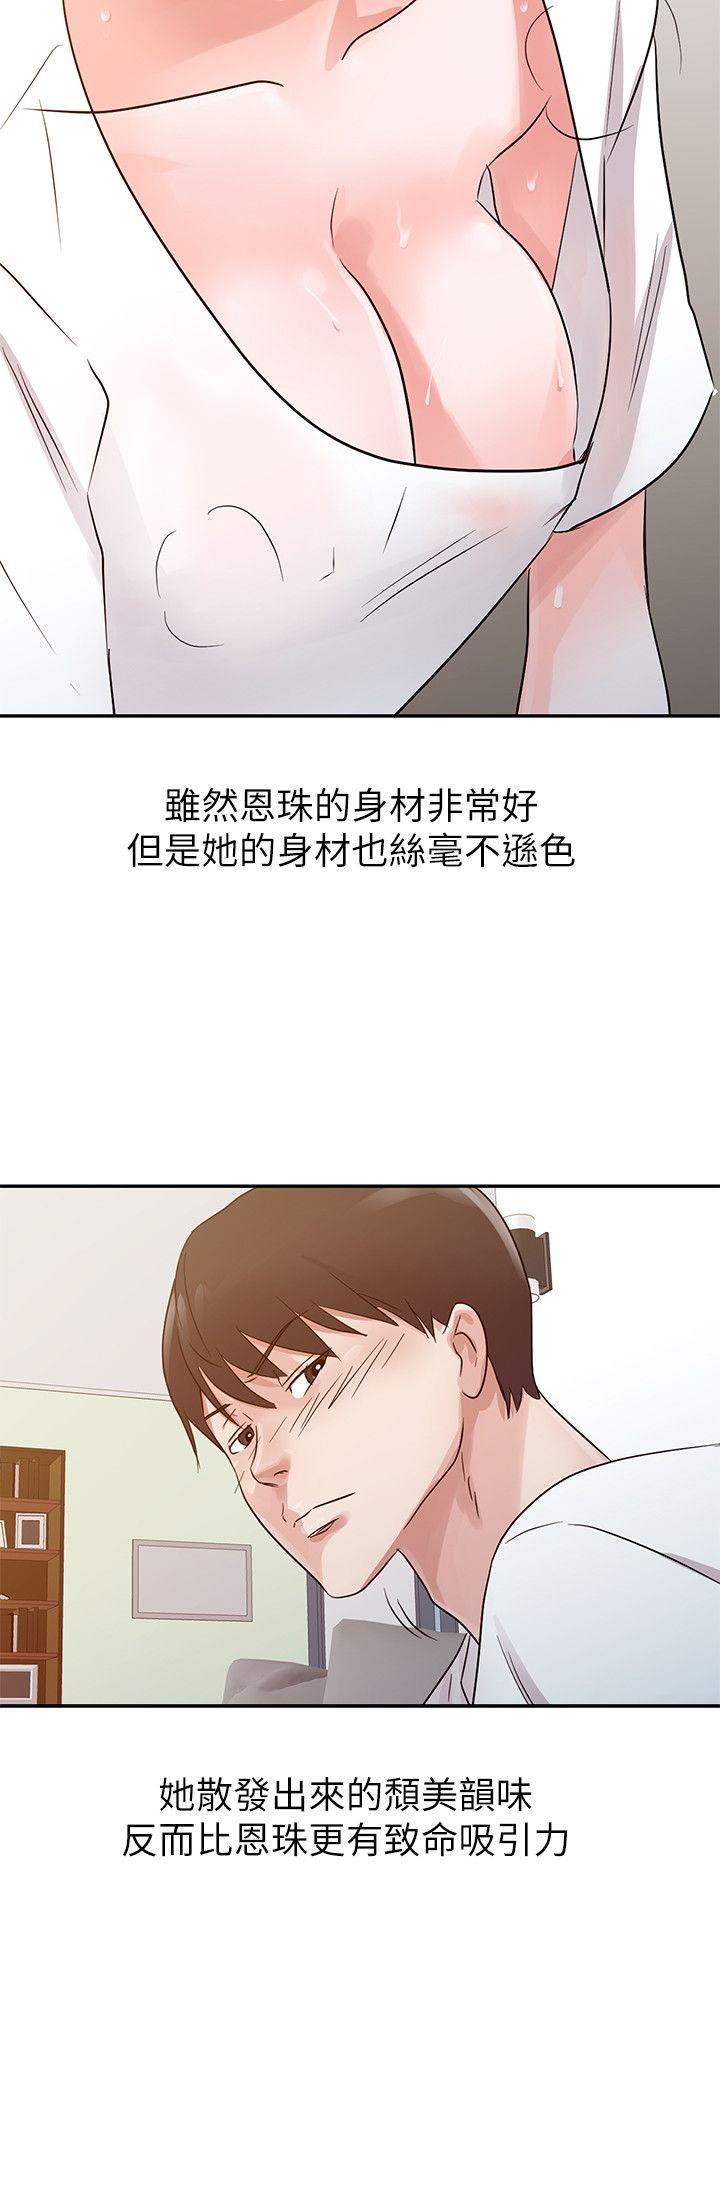 雖然恩珠的身材非常好
但是她的身材也絲毫不遜色
她散發出來的頹美韻味
反而比恩珠更有致命吸引力